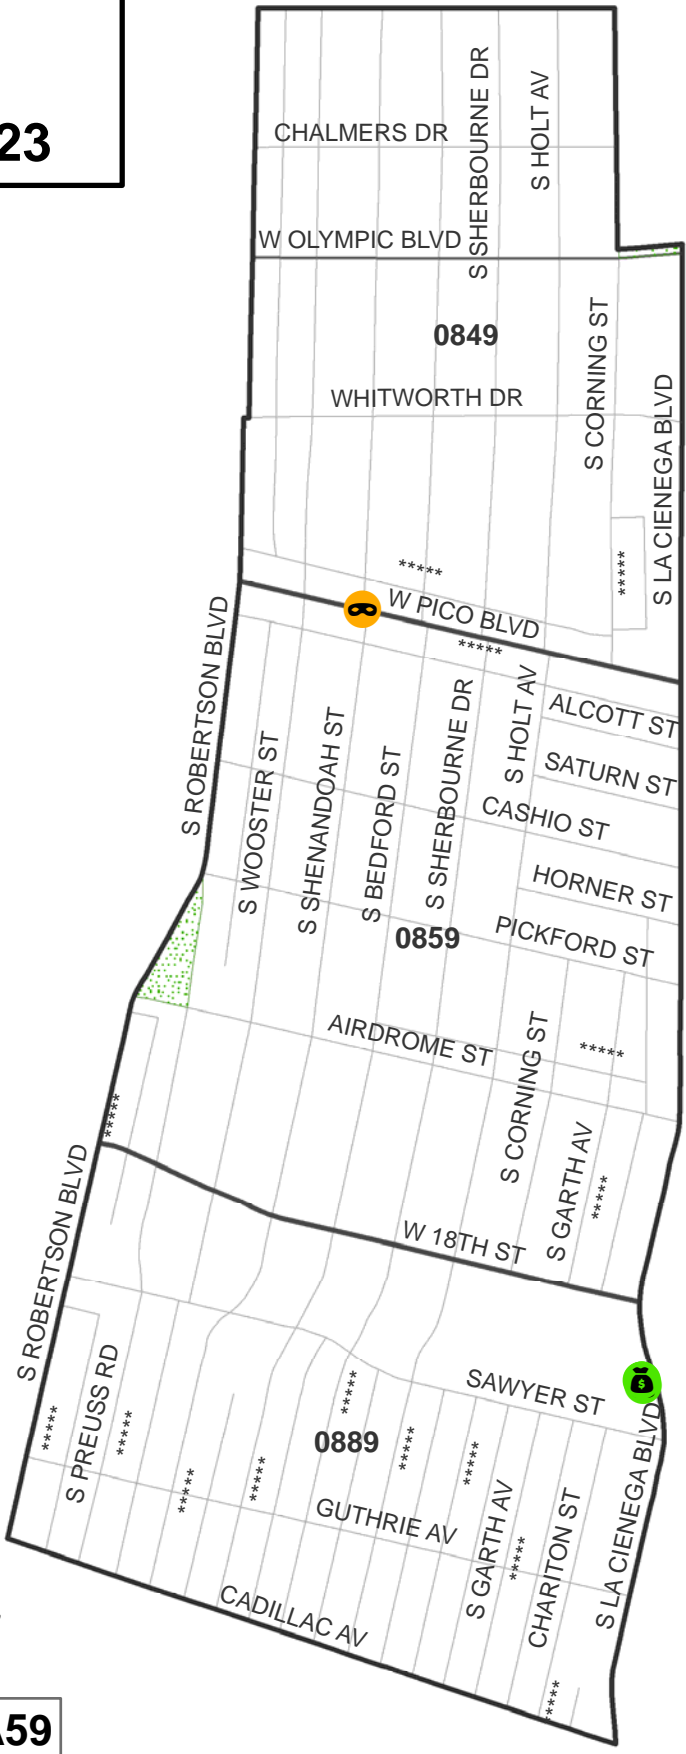 23
CHALMERS DR
S SHERBOURNE DR
S HOLT AV
W OLYMPIC BLVD
0849
S CORNING ST
WHITWORTH DR
S LA CIENEGA BLVD
*****
*****
W PICO BLVD
*****
S ROBERTSON BLVD
S HOLT AV
ALCOTT ST
S WOOSTER ST
S SHENANDOAH ST
S BEDFORD ST
S SHERBOURNE DR
SATURN ST
CASHIO ST
HORNER ST
0859
PICKFORD ST
AIRDROME ST
S CORNING ST
*****
*****
S GARTH AV
*****
S ROBERTSON BLVD
W 18TH ST
$
SAWYER ST
S PREUSS RD
*****
*****
*****
0889
*****
*****
*****
*****
S LA CIENEGA BLVD
GUTHRIE AV
S GARTH AV
*****
CHARITON ST
CADILLAC AV
*****
A59